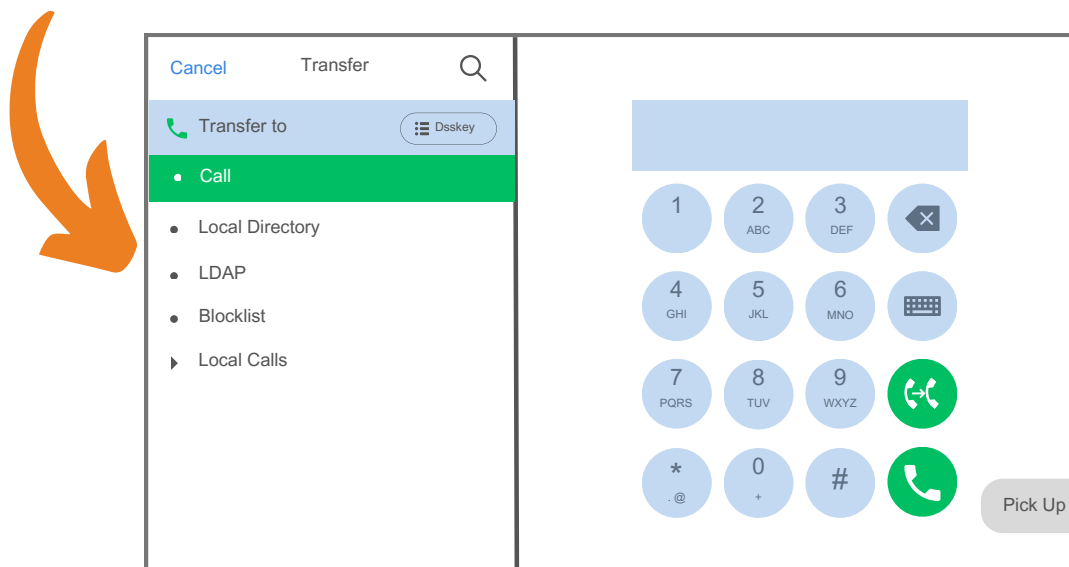 Cancel Transfer
Transfer to Dsskey
Call
Local Directory
LDAP
Blocklist
Local Calls
1 2 3
ABC DEF
4 5 6
GHI JKL MNO
7 8 9
PQRS TUV WXYZ
* 0 #
. @ +
Pick Up